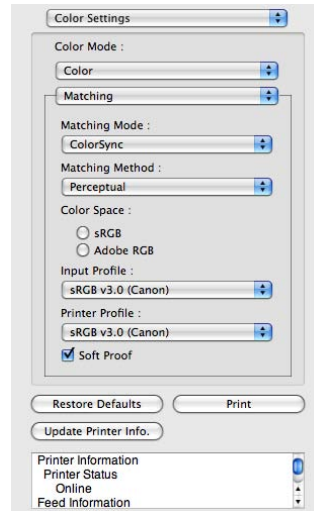 Color Settings
Color Mode :
Color
Matching
Matching Mode :
ColorSync
Matching Method :
Perceptual
Color Space :
sRGB
Adobe RGB
Input Profile :
sRGB v3.0 (Canon)
Printer Profile :
sRGB v3.0 (Canon)
Soft Proof
Restore Defaults Print
Update Printer Info.
Printer Information
Printer Status
Online
Feed Information